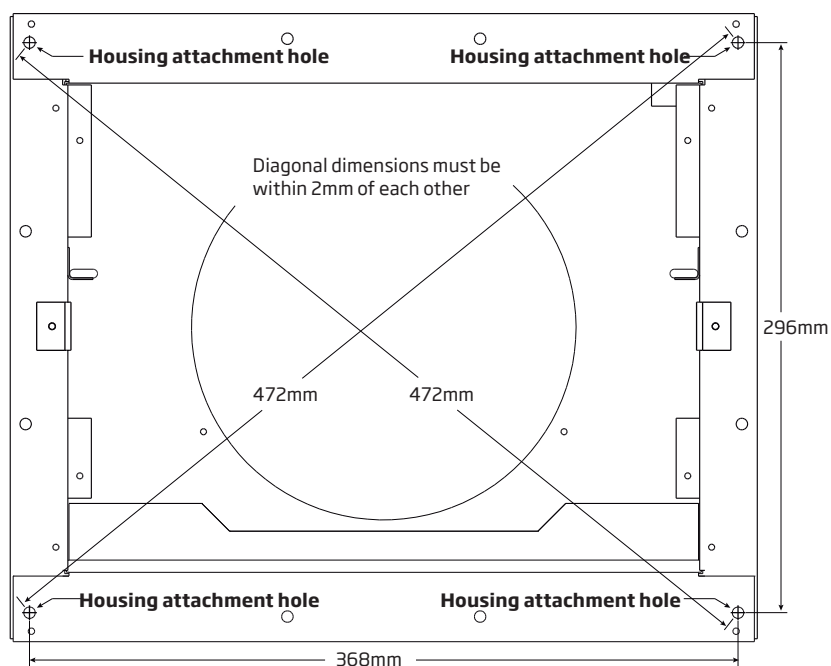 Housing attachment hole
Housing attachment hole
Diagonal dimensions must be
within 2mm of each other
296mm
472mm
472mm
Housing attachment hole
Housing attachment hole
368mm